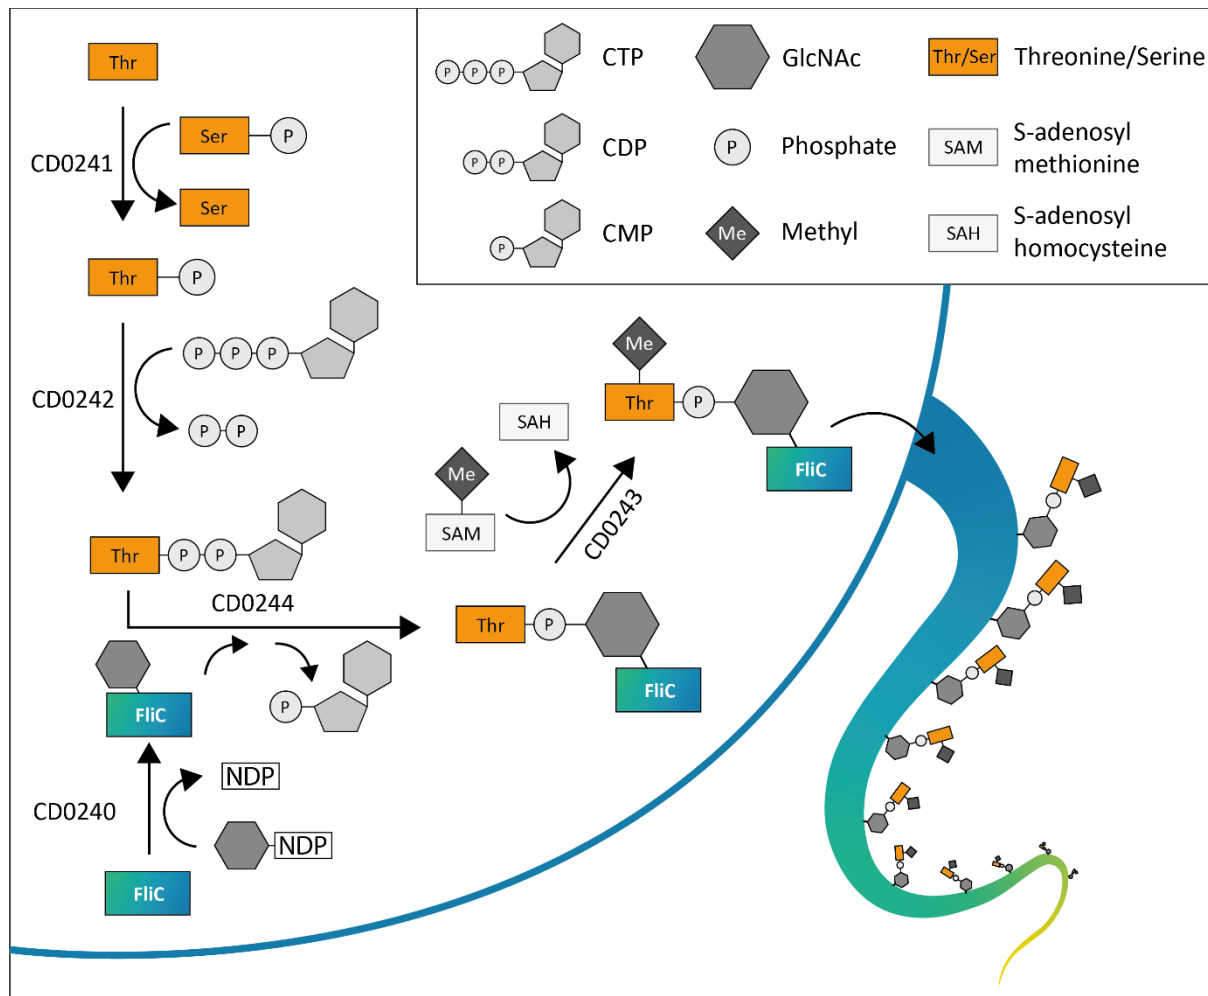 Thr
Ser
P
CD0241
Ser
Thr
P
P P P
CD0242
P P
Thr
P P
CD0244
FliC
P
NDP
CD0240
NDP
FliC
Thr
P
FliC
Me
SAM
SAH
CD0243
Me
Thr
P
FliC
P P P
CTP
GlcNAc
Thr/Ser
Threonine/Serine
P P
CDP
P
Phosphate
SAM
S-adenosyl
methionine
P
CMP
Me
Methyl
SAH
S-adenosyl
homocysteine